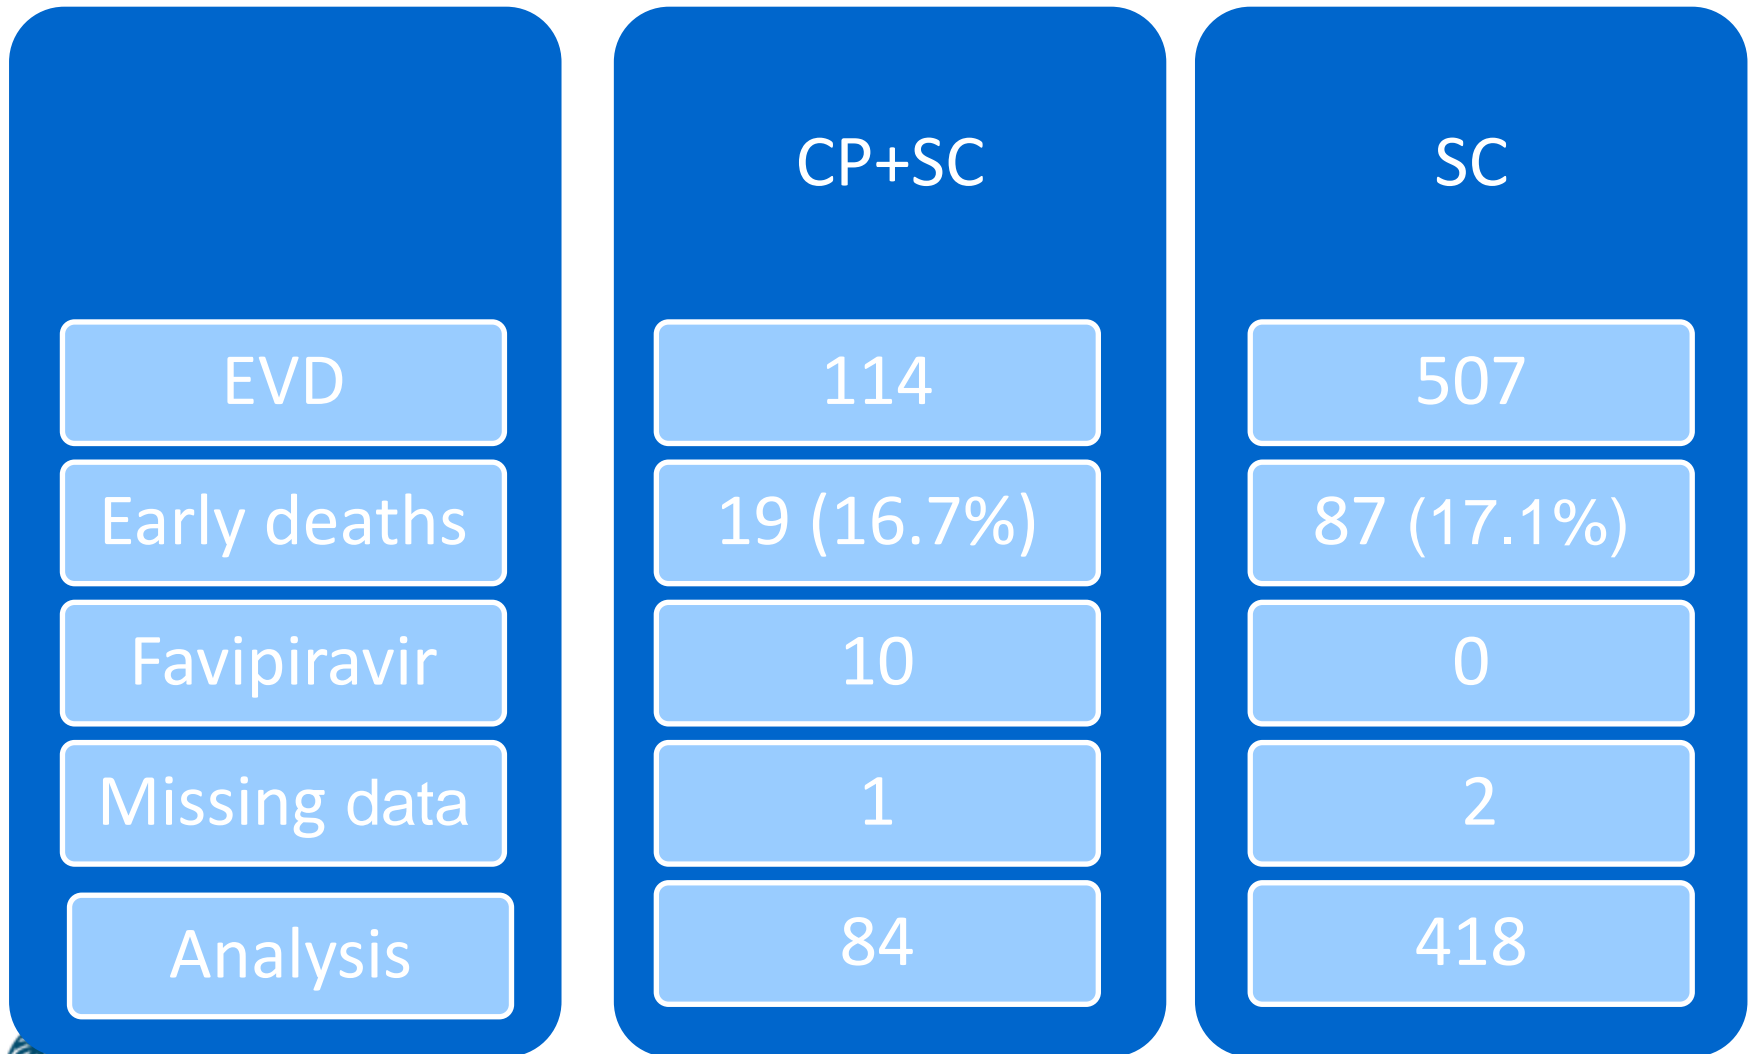 CP+SC SC
EVD 114 507
Early deaths 19 (16.7%) 87 (17.1%)
Favipiravir 10 0
Missing data 1 2
Analysis 84 418